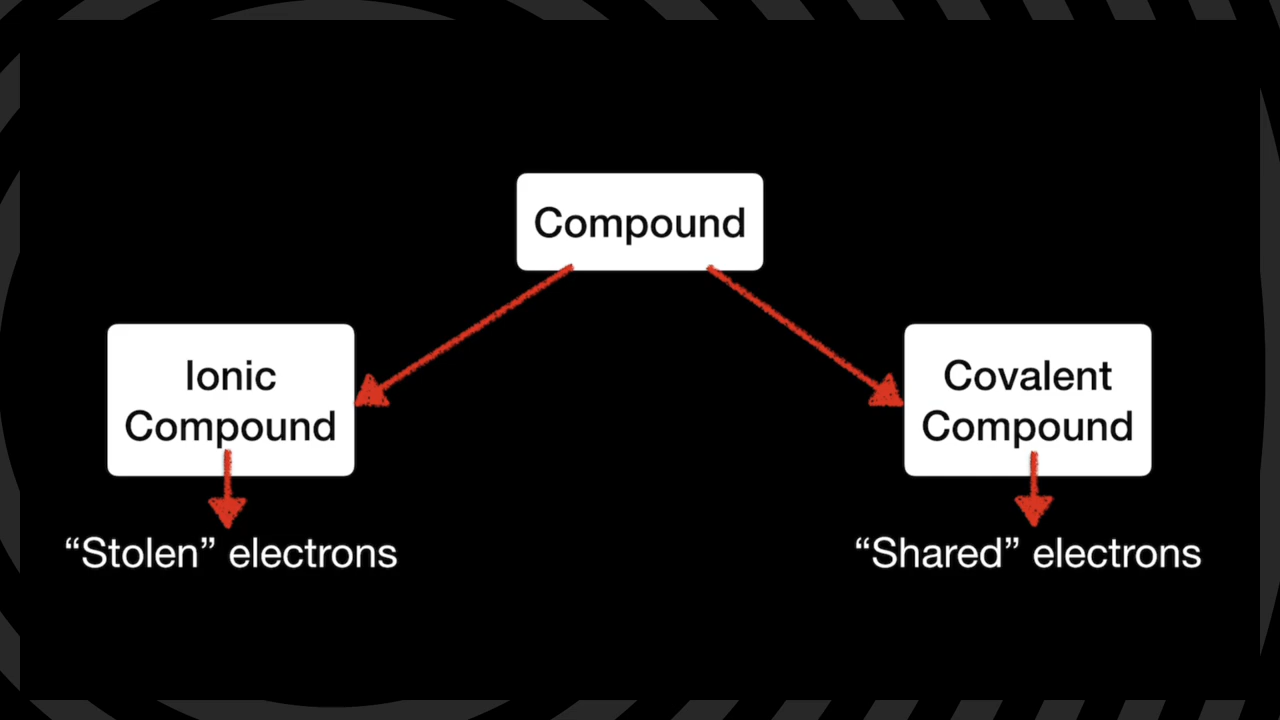 Compound
Ionic
Compound
Covalent
Compound
“Stolen” electrons
“Shared” electrons